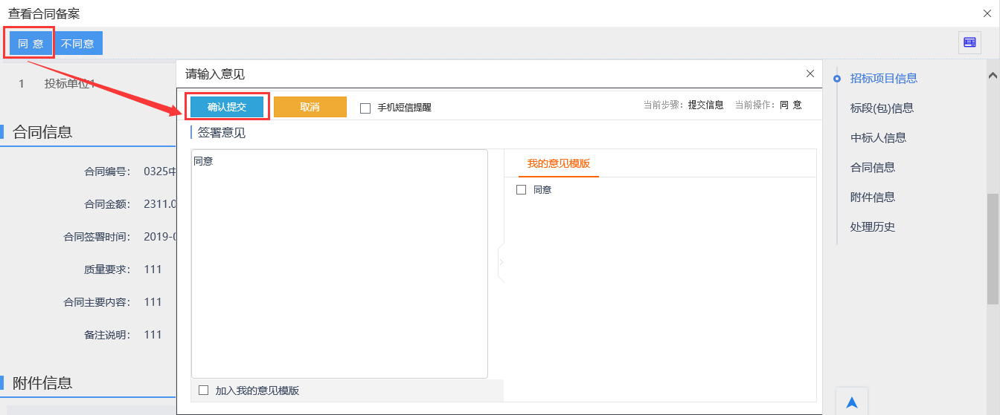 查看合同备案
同 意
不同意
1 投标单位1
合同信息
合同编号： 0325中
合同金额： 2311.0
合同签署时间： 2019-0
质量要求： 111
合同主要内容： 111
备注说明： 111
附件信息
请输入意见
确认提交
取消
手机短信提醒
当前步骤：提交信息 当前操作：同 意
签署意见
同意
我的意见模版
同意
加入我的意见模版
招标项目信息
标段(包)信息
中标人信息
合同信息
附件信息
处理历史